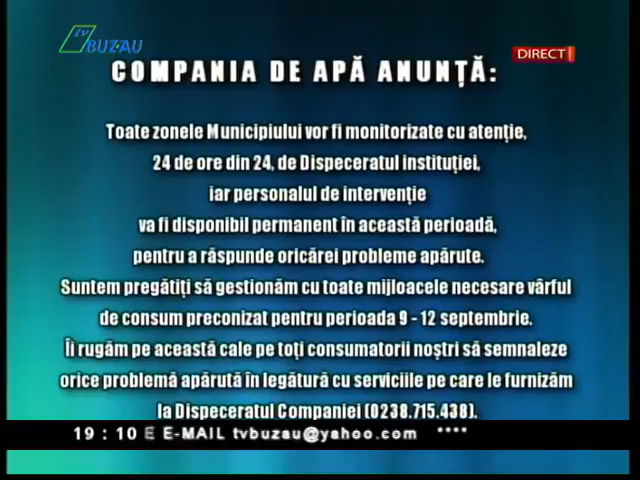 tv
BUZAU
DIRECT
COMPANIA DE APĂ ANUNȚĂ:
Toate zonele Municipiului vor fi monitorizate cu atenție,
24 de ore din 24, de Dispeceratul instituției,
iar personalul de intervenție
va fi disponibil permanent în această perioadă,
pentru a răspunde oricărei probleme apărute.
Suntem pregătiți să gestionăm cu toate mijloacele necesare vârful
de consum preconizat pentru perioada 9 - 12 septembrie.
Îi rugăm pe această cale pe toți consumatorii noștri să semnaleze
orice problemă apărută în legătură cu serviciile pe care le furnizăm
la Dispeceratul Companiei (0238.715.438).
19 : 10 E E-MAIL tvbuzau@yahoo.com ****